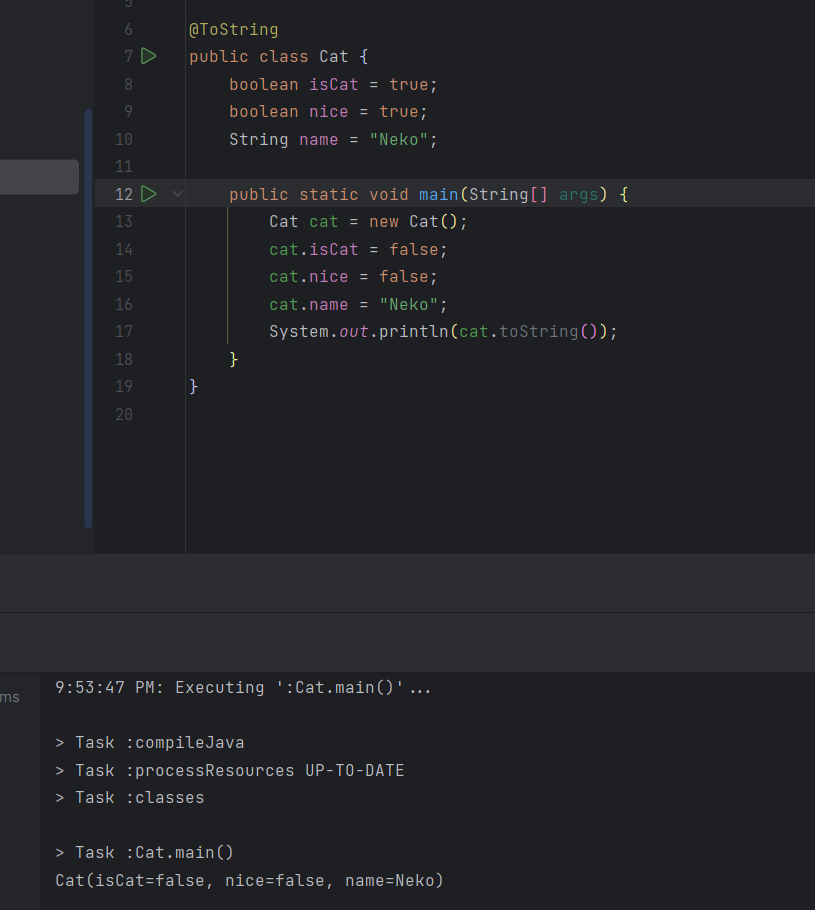 5
6 @ToString
7 public class Cat {
8 boolean isCat = true;
9 boolean nice = true;
10 String name = "Neko";
11
12 public static void main(String[] args) {
13 Cat cat = new Cat();
14 cat.isCat = false;
15 cat.nice = false;
16 cat.name = "Neko";
17 System.out.println(cat.toString());
18 }
19 }
20
9:53:47 PM: Executing ':Cat.main()'...
ms
> Task :compileJava
> Task :processResources UP-TO-DATE
> Task :classes
> Task :Cat.main()
Cat(isCat=false, nice=false, name=Neko)